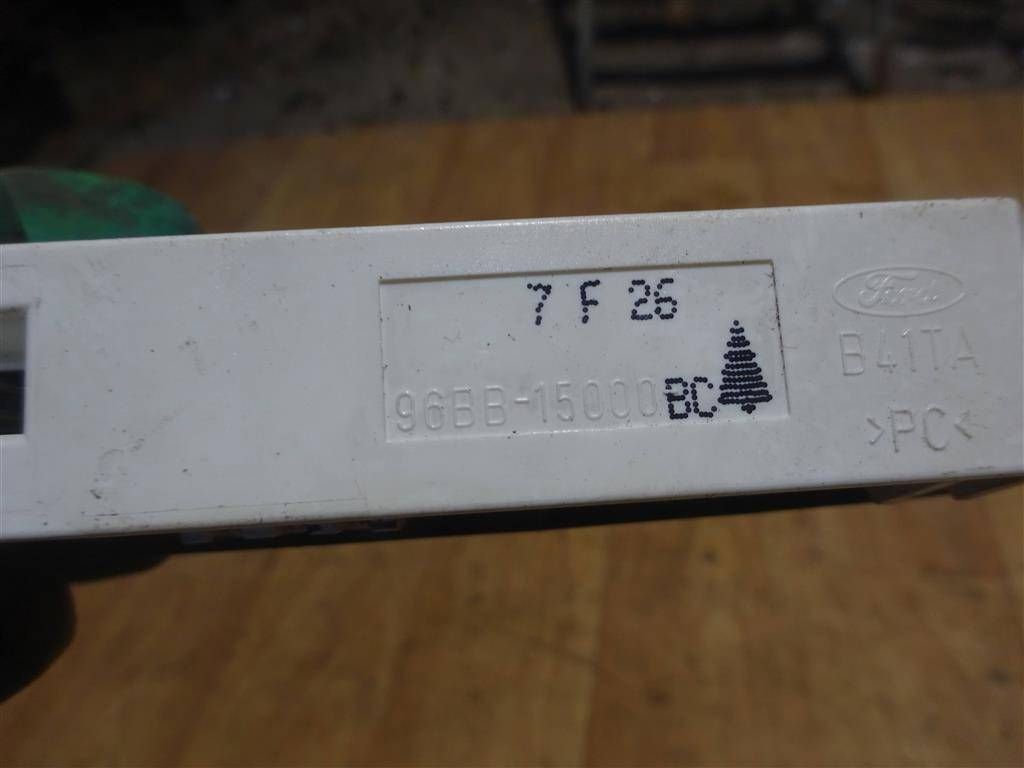 7 F 26
96BB-15000BC
Ford
B41TA
>PC<